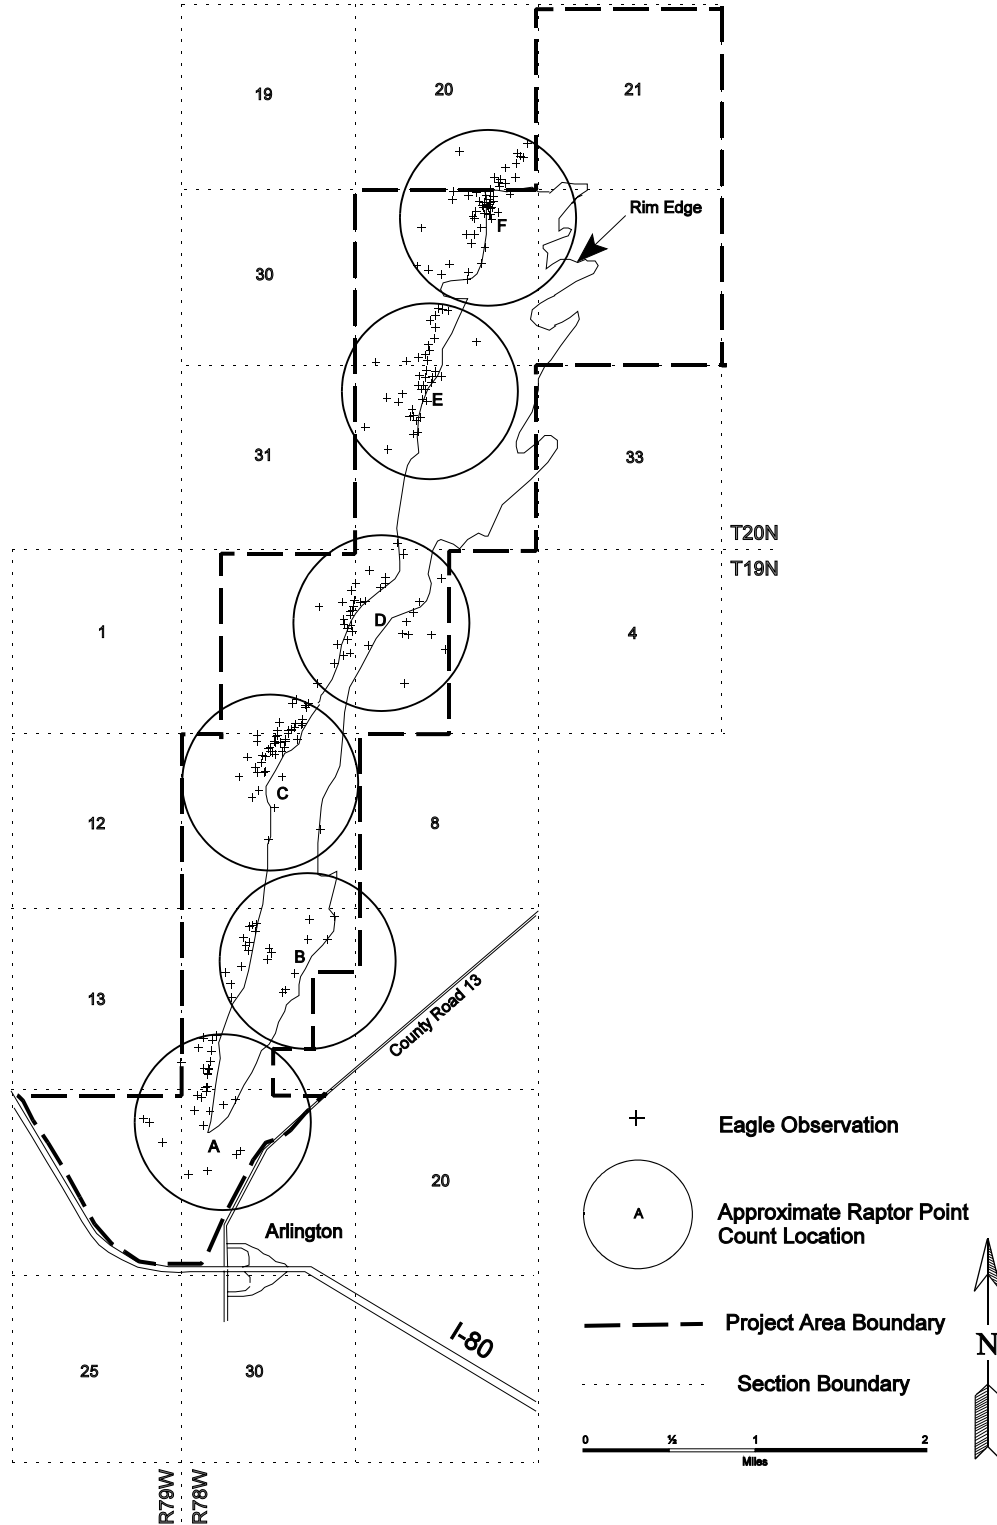 19
20
21
F
Rim Edge
30
E
31
33
T20N
T19N
1
D
4
C
12
8
B
13
County Road 13
A
20
Arlington
I-80
25
30
Eagle Observation
A
Approximate Raptor Point
Count Location
Project Area Boundary
Section Boundary
N
0 ½ 1 2
Miles
R79W
R78W